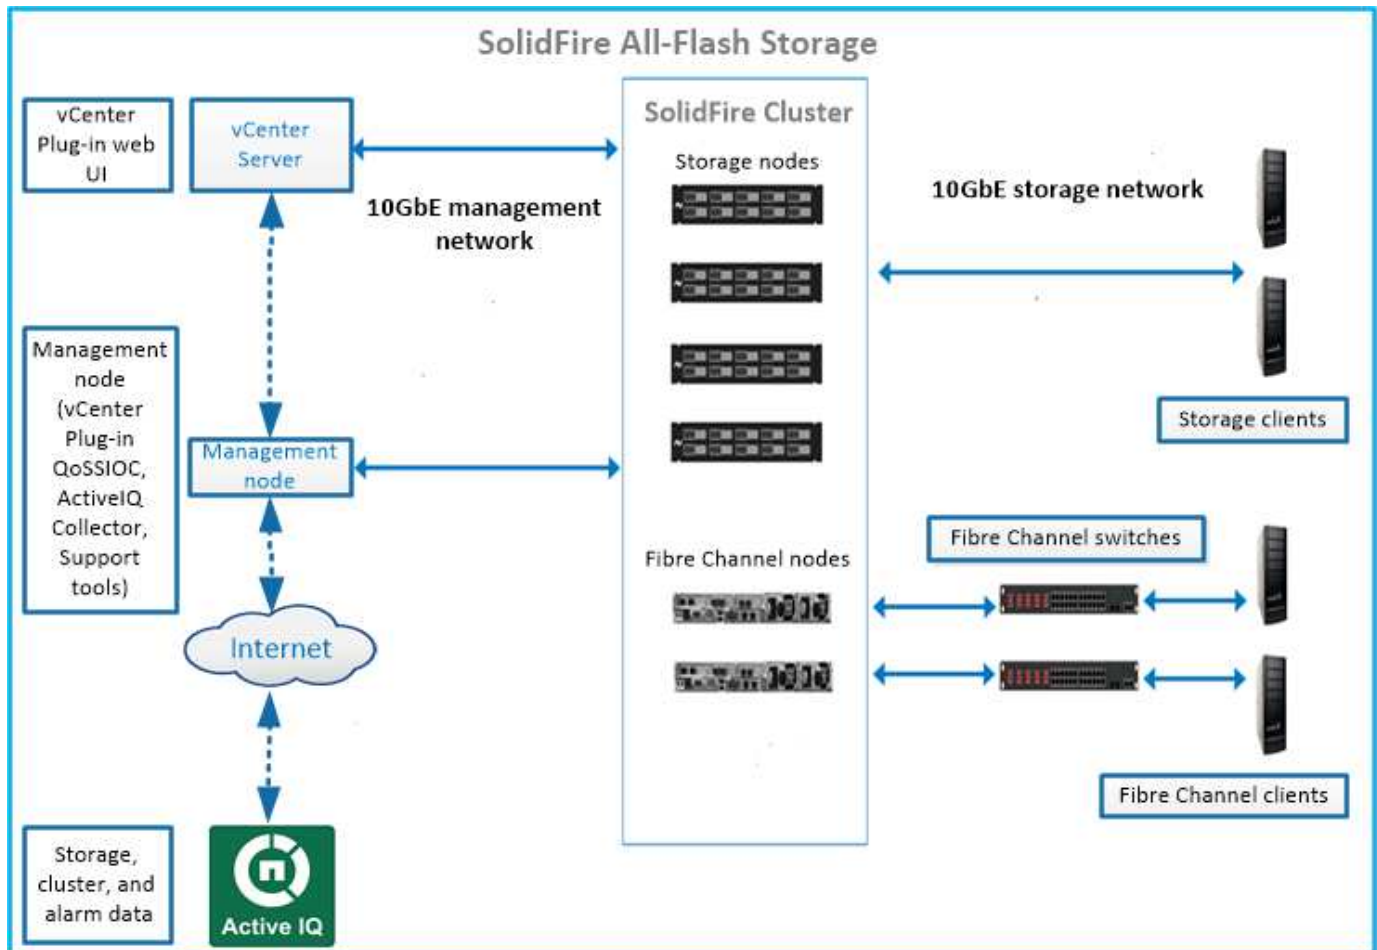 SolidFire All-Flash Storage
vCenter
Plug-in web
UI
vCenter
Server
10GbE management
network
SolidFire Cluster
Storage nodes
10GbE storage network
Storage clients
Management
node
(vCenter
Plug-in
QoSSIOC,
ActiveIQ
Collector,
Support
tools)
Management
node
Fibre Channel nodes
Fibre Channel switches
Internet
Fibre Channel clients
Storage,
cluster, and
alarm data
Active IQ